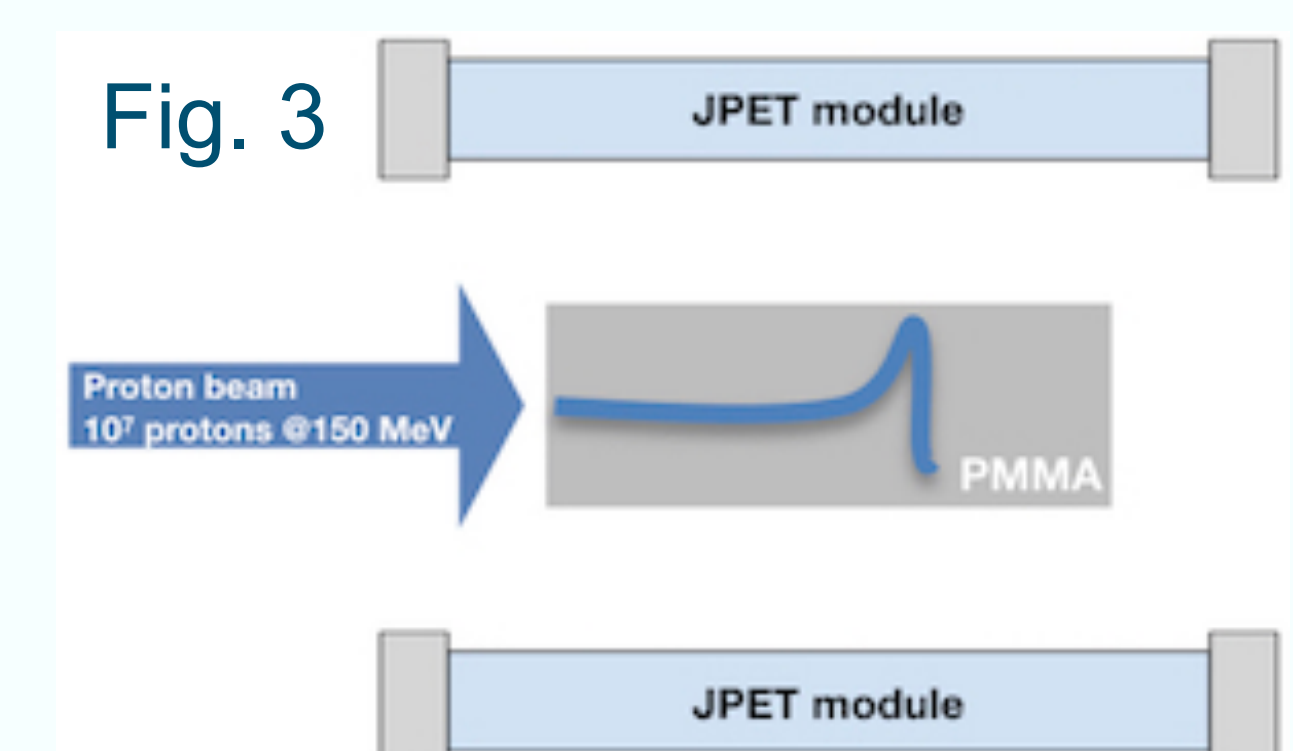 Fig. 3
JPET module
Proton beam
10⁷ protons @150 MeV
PMMA
JPET module